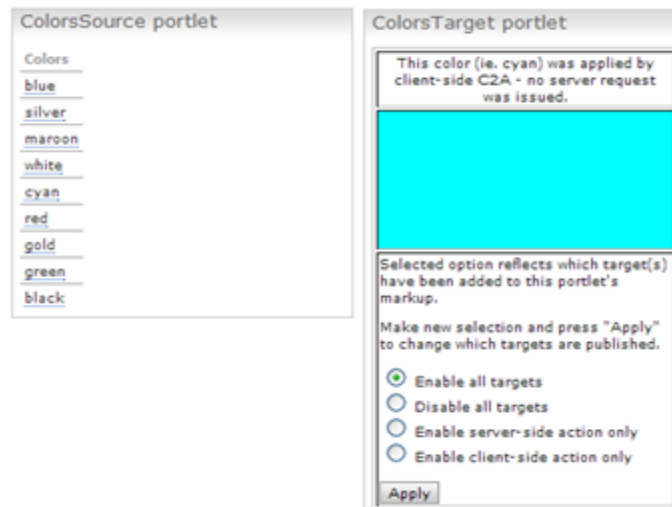 ColorsSource portlet
Colors
blue
silver
maroon
white
cyan
red
gold
green
black
ColorsTarget portlet
This color (ie. cyan) was applied by
client-side C2A - no server request
was issued.
Selected option reflects which target(s)
have been added to this portlet's
markup.
Make new selection and press "Apply"
to change which targets are published.
Enable all targets
Disable all targets
Enable server-side action only
Enable client-side action only
Apply